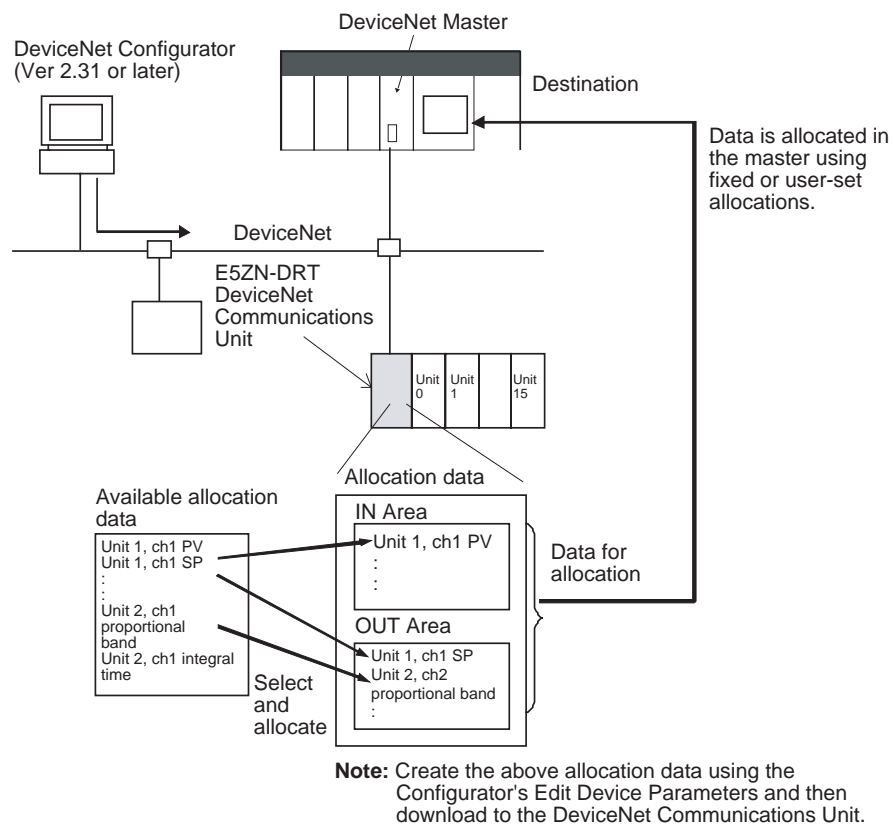 DeviceNet Master
DeviceNet Configurator
(Ver 2.31 or later)
Destination
Data is allocated in
the master using
fixed or user-set
allocations.
DeviceNet
E5ZN-DRT
DeviceNet
Communications
Unit
Unit
0
Unit
1
Unit
15
Allocation data
Available allocation
data
IN Area
Unit 1, ch1 PV
:
:
Unit 1, ch1 PV
Unit 1, ch1 SP
:
:
Unit 2, ch1
proportional
band
Unit 2, ch1 integral
time
Data for
allocation
OUT Area
Unit 1, ch1 SP
Unit 2, ch2
proportional band
:
Select
and
allocate
Note: Create the above allocation data using the
Configurator's Edit Device Parameters and then
download to the DeviceNet Communications Unit.